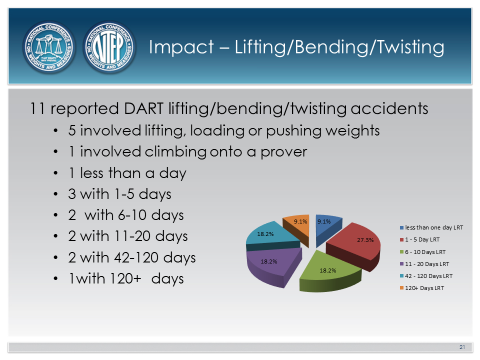 Impact – Lifting/Bending/Twisting
NTEP
11 reported DART lifting/bending/twisting accidents
• 5 involved lifting, loading or pushing weights
• 1 involved climbing onto a prover
• 1 less than a day
• 3 with 1-5 days
• 2 with 6-10 days
• 2 with 11-20 days
• 2 with 42-120 days
• 1with 120+ days
9.1%
9.1%
27.3%
18.2%
18.2%
18.2%
less than one day LRT
1 - 5 Day LRT
6 - 10 Days LRT
11 - 20 Days LRT
42 - 120 Days LRT
120+ Days LRT
21